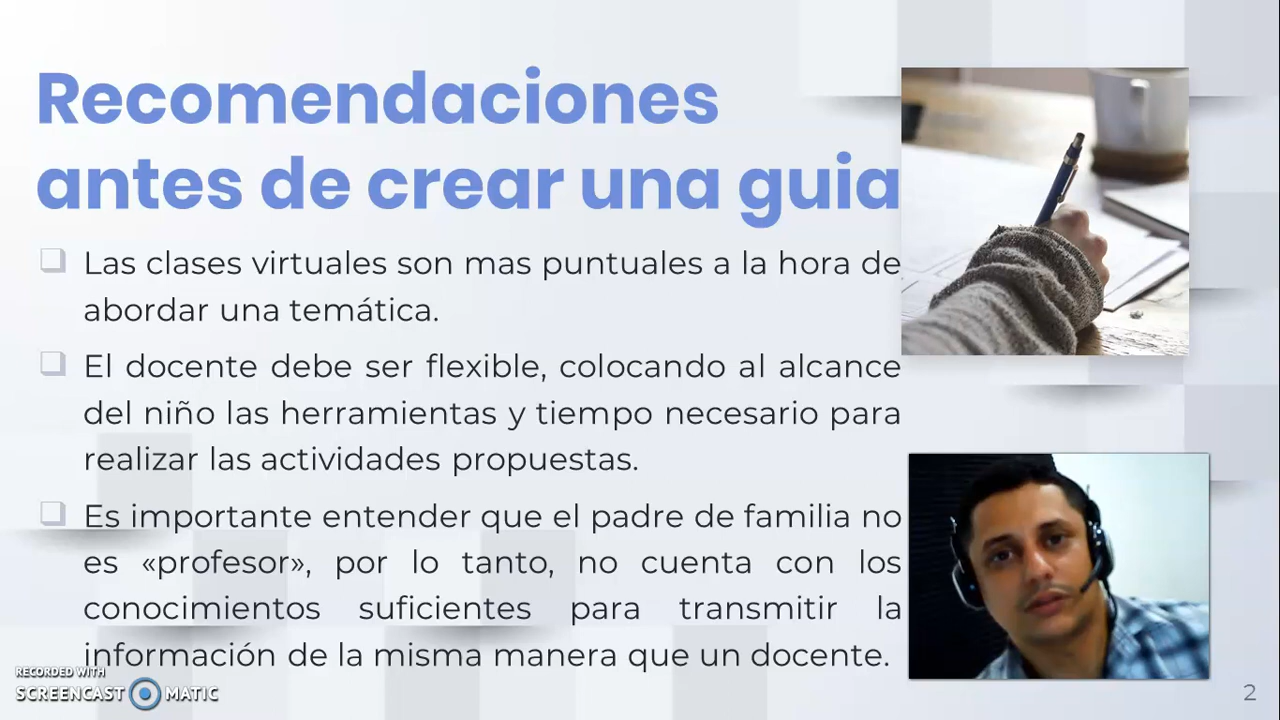 Recomendaciones
antes de crear una guia
Las clases virtuales son mas puntuales a la hora de
abordar una temática.
El docente debe ser flexible, colocando al alcance
del niño las herramientas y tiempo necesario para
realizar las actividades propuestas.
Es importante entender que el padre de familia no
es «profesor», por lo tanto, no cuenta con los
conocimientos suficientes para transmitir la
información de la misma manera que un docente.
RECORDED WITH
SCREENCAST MATIC
2